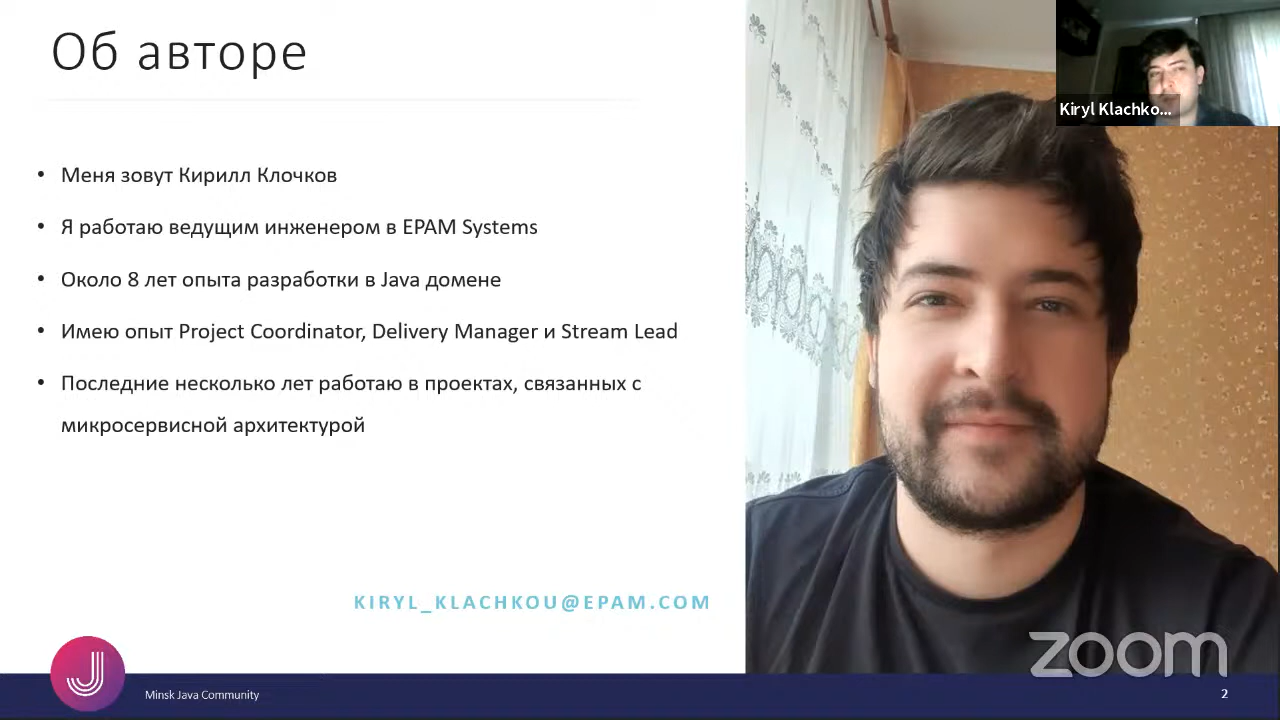 Об авторе
Kiryl Klachko...
• Меня зовут Кирилл Клочков
• Я работаю ведущим инженером в EPAM Systems
• Около 8 лет опыта разработки в Java домене
• Имею опыт Project Coordinator, Delivery Manager и Stream Lead
• Последние несколько лет работаю в проектах, связанных с
микросервисной архитектурой
KIRYL_KLACHKOU@EPAM.COM
zoom
Minsk Java Community
2